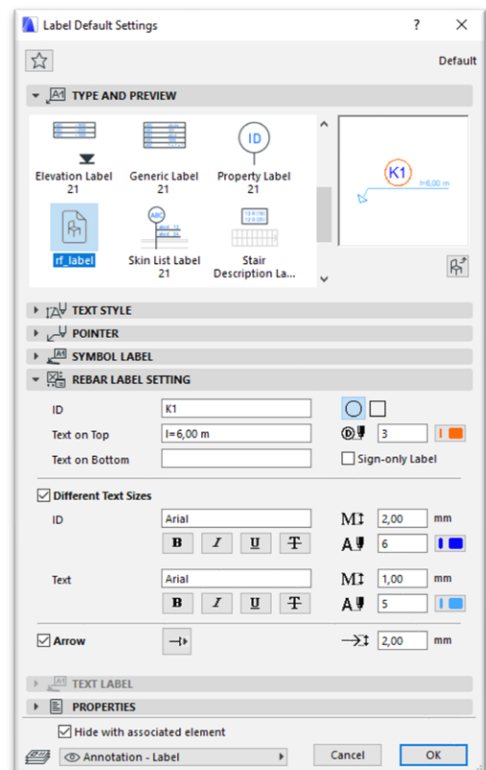 Label Default Settings
?
Default
TYPE AND PREVIEW
ID
Elevation Label
21
Generic Label
21
Property Label
21
K1
l=6,00 m
ABC
rf_label
Skin List Label
21
Stair
Description La...
TEXT STYLE
POINTER
SYMBOL LABEL
REBAR LABEL SETTING
ID
K1
Text on Top
l=6,00 m
3
Text on Bottom
Sign-only Label
Different Text Sizes
ID
Arial
M
2,00
mm
B I U T
A
6
Text
Arial
M
1,00
mm
B I U T
A
5
Arrow
2,00
mm
TEXT LABEL
PROPERTIES
Hide with associated element
Annotation - Label
Cancel
OK